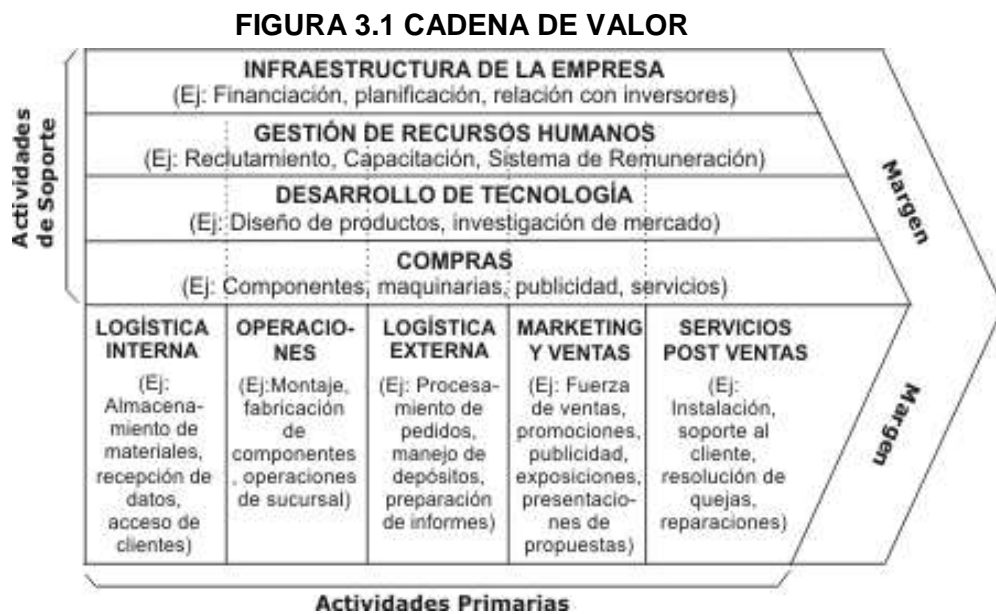 FIGURA 3.1 CADENA DE VALOR
Actividades
de Soporte
INFRAESTRUCTURA DE LA EMPRESA
(Ej: Financiación, planificación, relación con inversores)
GESTIÓN DE RECURSOS HUMANOS
(Ej: Reclutamiento, Capacitación, Sistema de Remuneración)
DESARROLLO DE TECNOLOGÍA
(Ej: Diseño de productos, investigación de mercado)
COMPRAS
(Ej: Componentes, maquinarias, publicidad, servicios)
Margen
LOGÍSTICA
INTERNA
(Ej:
Almacena-
miento de
materiales,
recepción de
datos,
acceso de
clientes)
OPERACIO-
NES
(Ej:Montaje,
fabricación
de
componentes
, operaciones
de sucursal)
LOGÍSTICA
EXTERNA
(Ej: Procesa-
miento de
pedidos,
manejo de
depósitos,
preparación
de informes)
MARKETING
Y VENTAS
(Ej: Fuerza
de ventas,
promociones,
publicidad,
exposiciones,
presentacio-
nes de
propuestas)
SERVICIOS
POST VENTAS
(Ej:
Instalación,
soporte al
cliente,
resolución de
quejas,
reparaciones)
Margen
Actividades Primarias